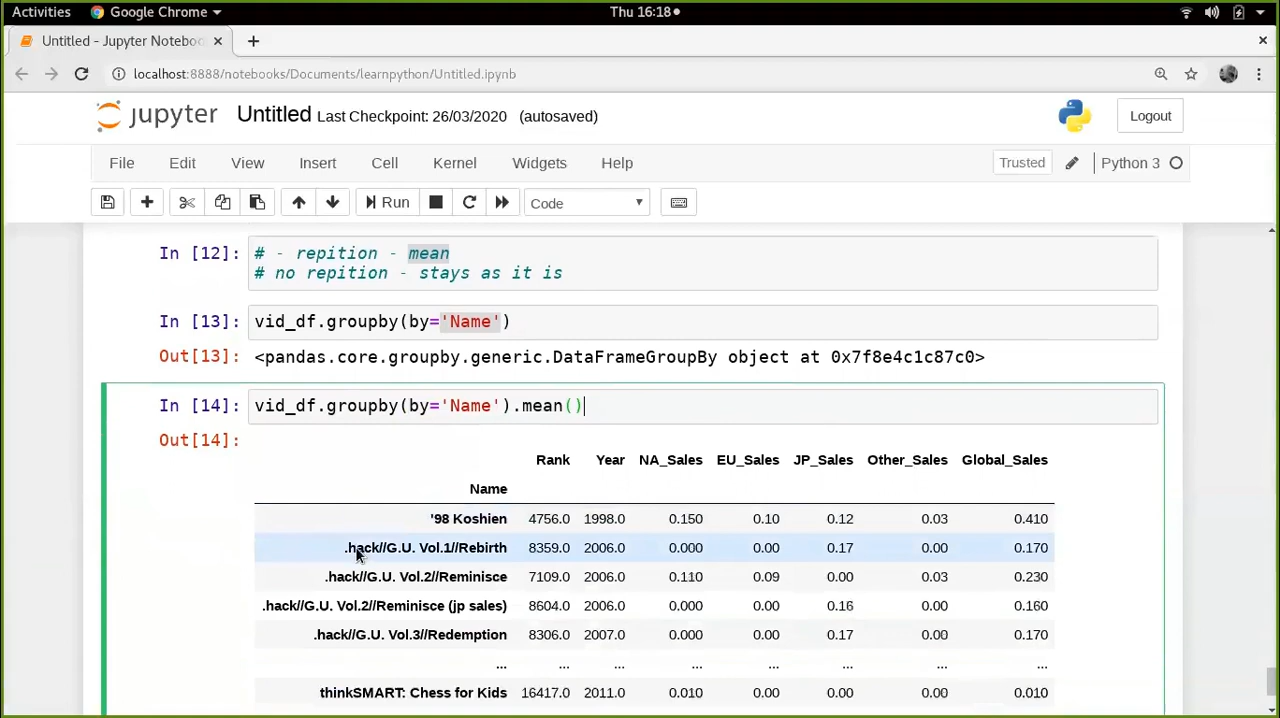 Activities Google Chrome Thu 16:18
Untitled - Jupyter Noteboo
localhost:8888/notebooks/Documents/learnpython/Untitled.ipynb
jupyter Untitled Last Checkpoint: 26/03/2020 (autosaved) Logout
File Edit View Insert Cell Kernel Widgets Help Trusted Python 3
Run Code
In [12]: # - repition - mean
# no repition - stays as it is
In [13]: vid_df.groupby(by='Name')
Out[13]: <pandas.core.groupby.generic.DataFrameGroupBy object at 0x7f8e4c1c87c0>
In [14]: vid_df.groupby(by='Name').mean()
Out[14]:
Rank Year NA_Sales EU_Sales JP_Sales Other_Sales Global_Sales
Name
'98 Koshien 4756.0 1998.0 0.150 0.10 0.12 0.03 0.410
.hack//G.U. Vol.1//Rebirth 8359.0 2006.0 0.000 0.00 0.17 0.00 0.170
.hack//G.U. Vol.2//Reminisce 7109.0 2006.0 0.110 0.09 0.00 0.03 0.230
.hack//G.U. Vol.2//Reminisce (jp sales) 8604.0 2006.0 0.000 0.00 0.16 0.00 0.160
.hack//G.U. Vol.3//Redemption 8306.0 2007.0 0.000 0.00 0.17 0.00 0.170
... ... ... ... ... ... ... ...
thinkSMART: Chess for Kids 16417.0 2011.0 0.010 0.00 0.00 0.00 0.010